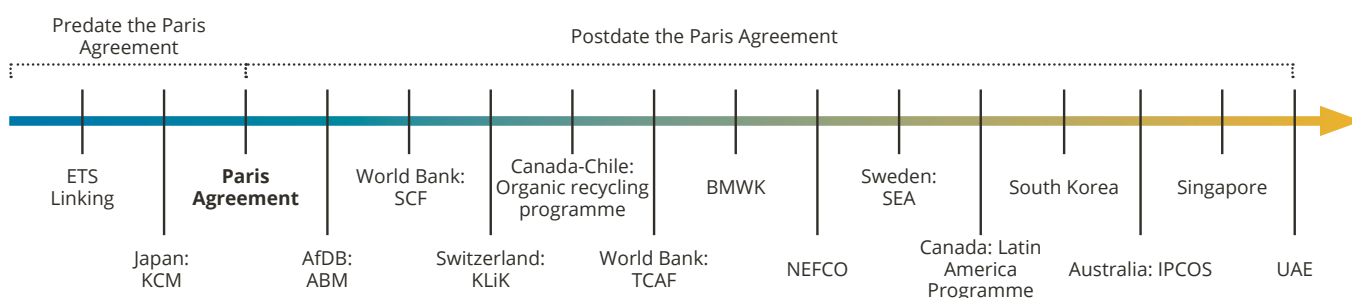 Predate the Paris
Agreement
Postdate the Paris Agreement
ETS
Linking
Paris
Agreement
World Bank:
SCF
Canada-Chile:
Organic recycling
programme
BMWK
Sweden:
SEA
South Korea
Singapore
Japan:
KCM
AfDB:
ABM
Switzerland:
KLiK
World Bank:
TCAF
NEFCO
Canada: Latin
America
Programme
Australia: IPCOS
UAE